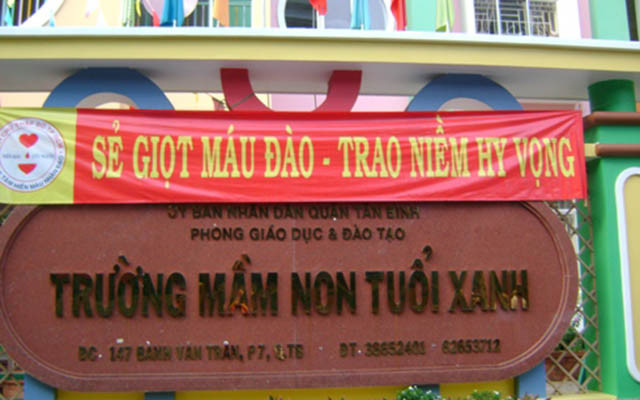 SẺ GIỌT MÁU ĐÀO - TRAO NIỀM HY VỌNG
ỦY BAN NHÂN DÂN QUẬN TÂN BÌNH
PHÒNG GIÁO DỤC & ĐÀO TẠO
TRƯỜNG MẦM NON TUỔI XANH
ĐC: 147 BÀNH VĂN TRÂN, P7, Q.TB ĐT: 38652401 - 62653712